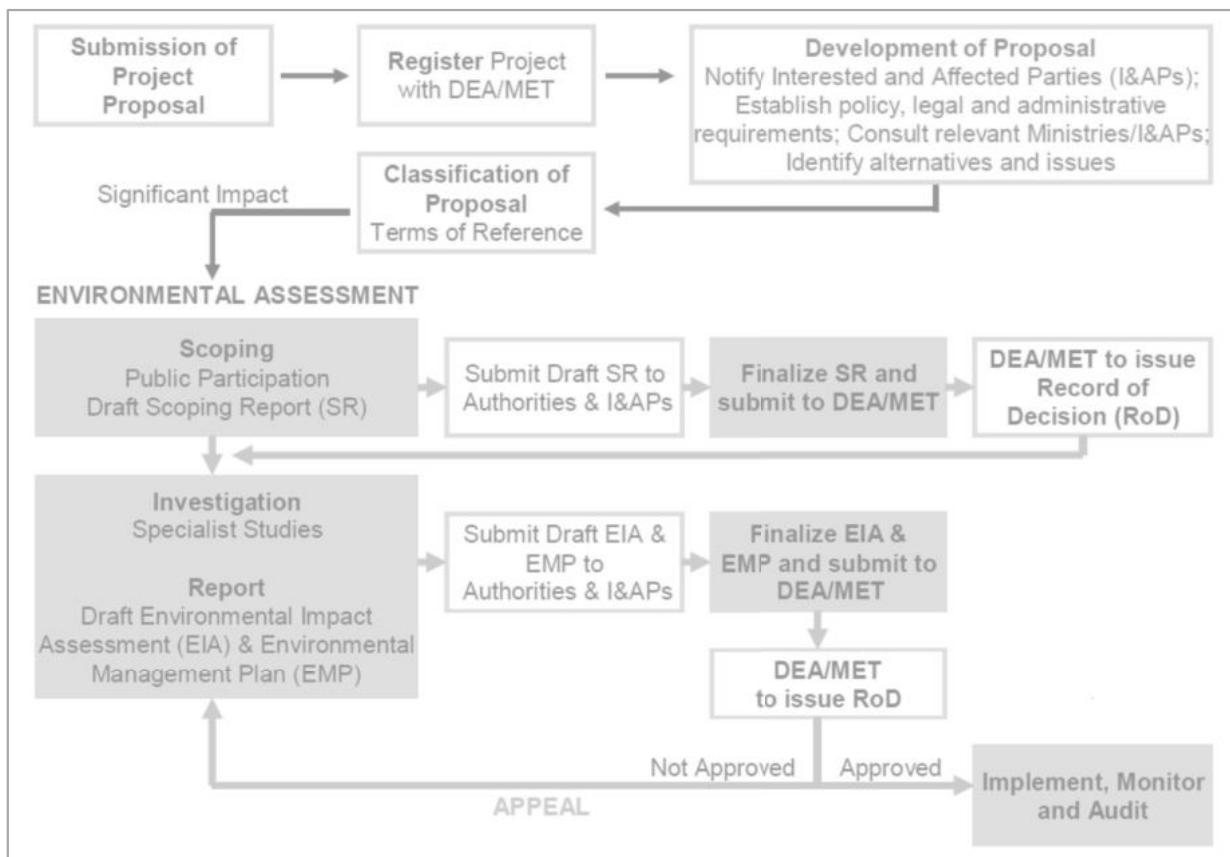 Submission of
Project
Proposal
Register Project
with DEA/MET
Development of Proposal
Notify Interested and Affected Parties (I&APs);
Establish policy, legal and administrative
requirements; Consult relevant Ministries/I&APs;
Identify alternatives and issues
Significant Impact
Classification of
Proposal
Terms of Reference
ENVIRONMENTAL ASSESSMENT
Scoping
Public Participation
Draft Scoping Report (SR)
Submit Draft SR to
Authorities & I&APs
Finalize SR and
submit to DEA/MET
DEA/MET to issue
Record of
Decision (RoD)
Investigation
Specialist Studies
Report
Draft Environmental Impact
Assessment (EIA) & Environmental
Management Plan (EMP)
Submit Draft EIA &
EMP to
Authorities & I&APs
Finalize EIA &
EMP and submit to
DEA/MET
DEA/MET
to issue RoD
Not Approved
Approved
APPEAL
Implement, Monitor
and Audit